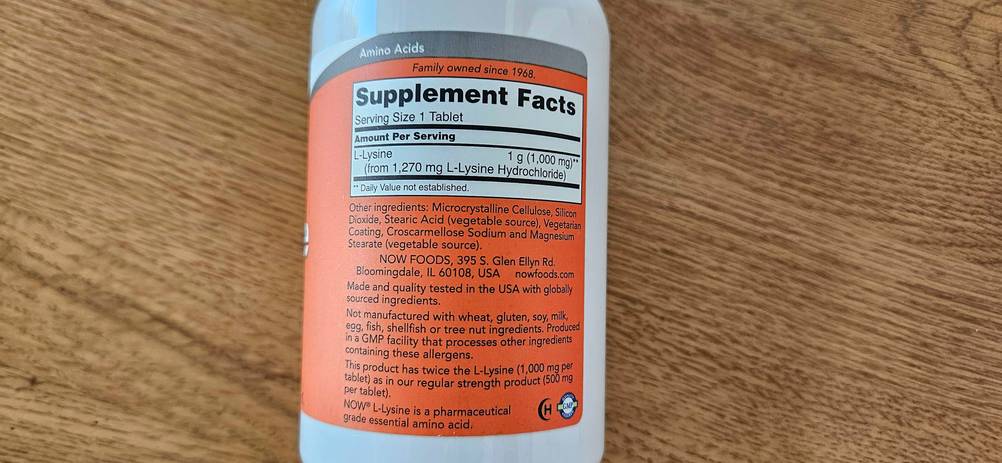 Amino Acids
Family owned since 1968.
Supplement Facts
Serving Size 1 Tablet
Amount Per Serving
L-Lysine 1 g (1,000 mg)**
(from 1,270 mg L-Lysine Hydrochloride)
** Daily Value not established.
Other ingredients: Microcrystalline Cellulose, Silicon
Dioxide, Stearic Acid (vegetable source), Vegetarian
Coating, Croscarmellose Sodium and Magnesium
Stearate (vegetable source).
NOW FOODS, 395 S. Glen Ellyn Rd.
Bloomingdale, IL 60108, USA nowfoods.com
Made and quality tested in the USA with globally
sourced ingredients.
Not manufactured with wheat, gluten, soy, milk,
egg, fish, shellfish or tree nut ingredients. Produced
in a GMP facility that processes other ingredients
containing these allergens.
This product has twice the L-Lysine (1,000 mg per
tablet) as in our regular strength product (500 mg
per tablet).
NOW® L-Lysine is a pharmaceutical
grade essential amino acid.